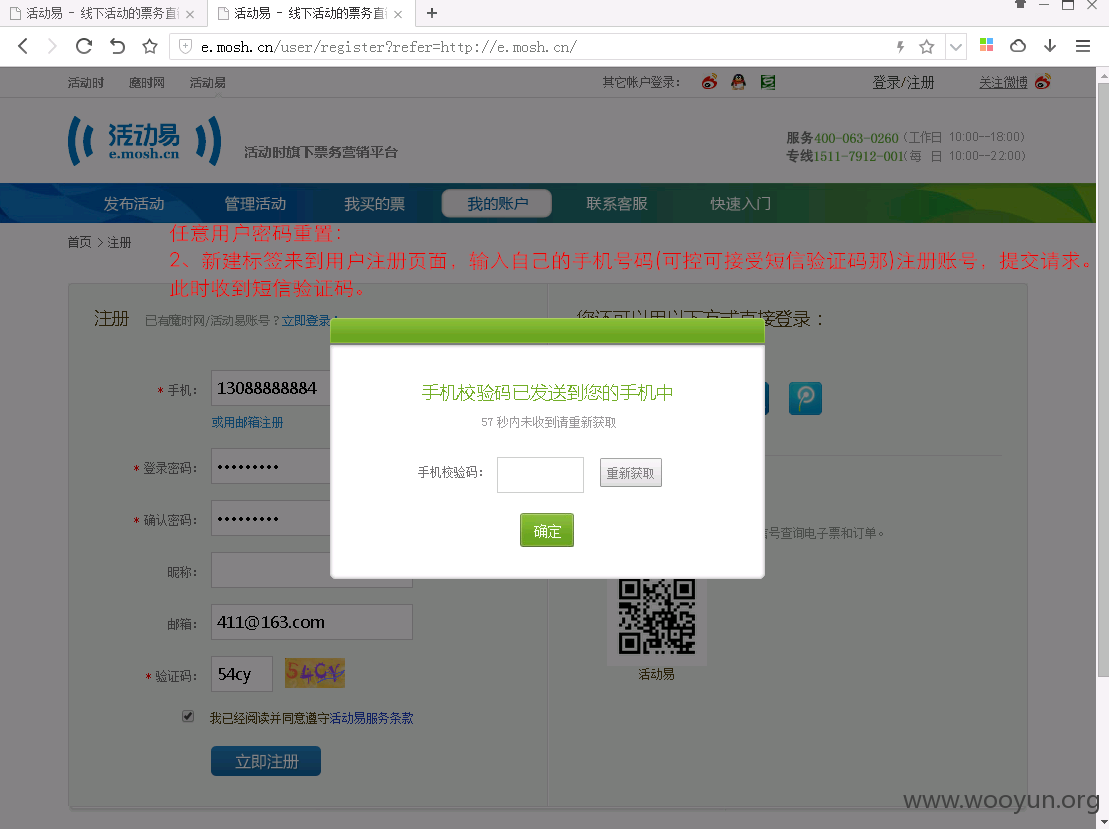 活动易 - 线下活动的票务直
活动易 - 线下活动的票务直
e.mosh.cn/user/register?refer=http://e.mosh.cn/
活动时 魔时网 活动易 其它帐户登录： 登录/注册 关注微博
活动易
e.mosh.cn
活动时旗下票务营销平台
服务400-063-0260（工作日 10:00--18:00）
专线1511-7912-001(每 日 10:00--22:00）
发布活动 管理活动 我买的票 我的账户 联系客服 快速入门
首页 > 注册
任意用户密码重置：
2、新建标签来到用户注册页面，输入自己的手机号码(可控可接受短信验证码那)注册账号，提交请求。
此时收到短信验证码。
注册 已有魔时网/活动易账号？立即登录
您还可以用以下方式直接登录：
* 手机： 13088888884
或用邮箱注册
* 登录密码： •••••••••
* 确认密码： •••••••••
昵称：
邮箱： 411@163.com
* 验证码： 54cy 54CY
我已经阅读并同意遵守活动易服务条款
立即注册
手机校验码已发送到您的手机中
57 秒内未收到请重新获取
手机校验码： 重新获取
确定
信号查询电子票和订单。
活动易
www.wooyun.org